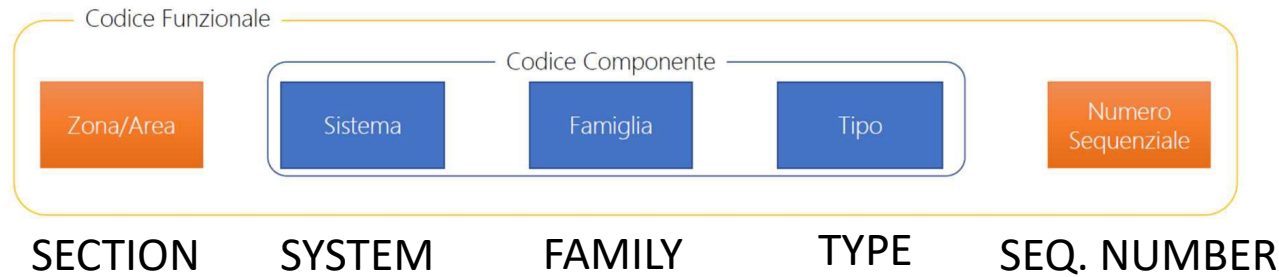 Codice Funzionale
Codice Componente
Zona/Area
Sistema
Famiglia
Tipo
Numero
Sequenziale
SECTION
SYSTEM
FAMILY
TYPE
SEQ. NUMBER